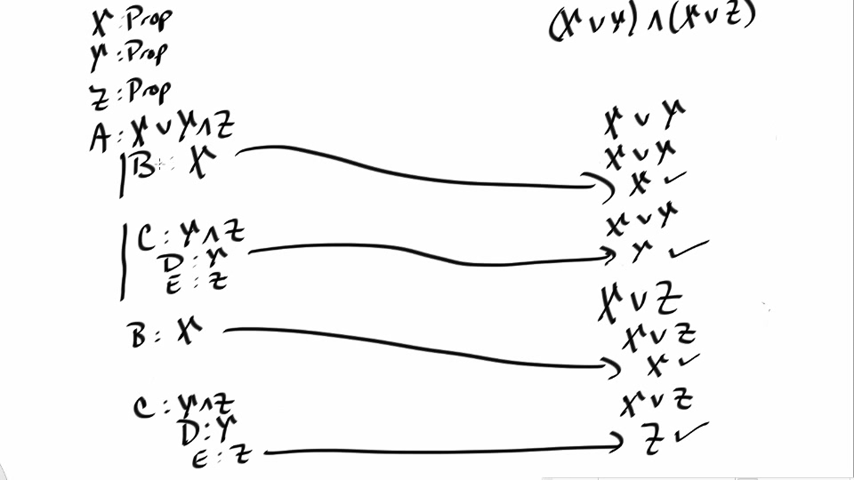 X:Prop
(X∨Y)∧(X∨Z)
Y:Prop
Z:Prop
A:X∨Y∧Z
X∨Y
B: X
X∨Y
X ✓
C: Y∧Z
X∨Y
D:Y
Y ✓
E:Z
X∨Z
B: X
X∨Z
X ✓
C: Y∧Z
X∨Z
D:Y
Z ✓
E:Z